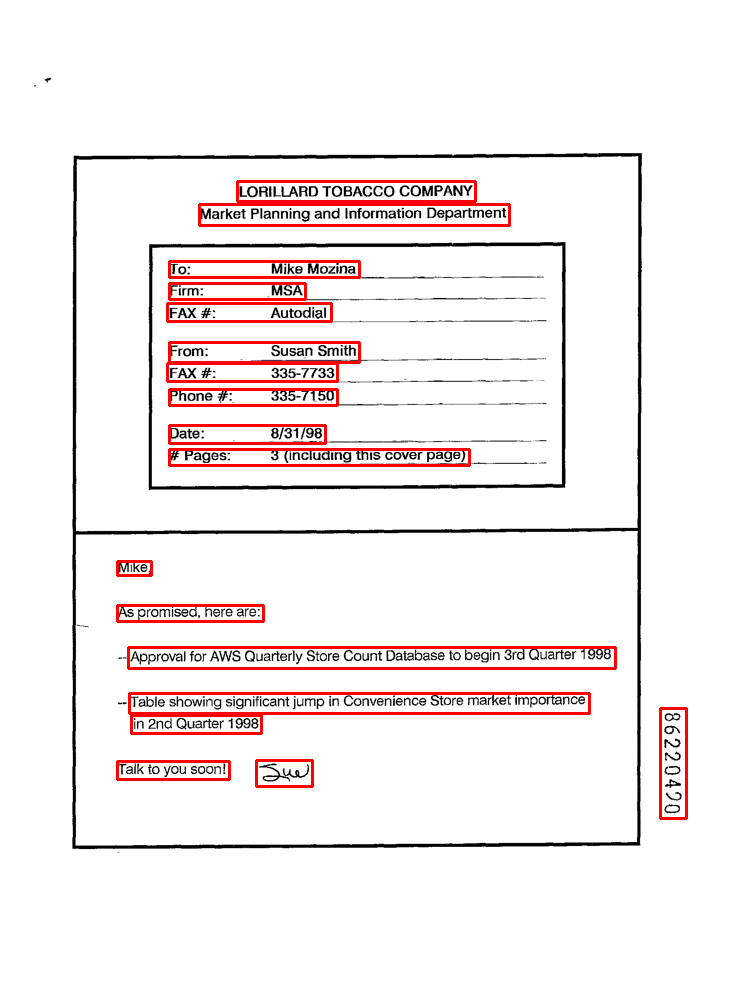 LORILLARD TOBACCO COMPANY
Market Planning and Information Department
To: Mike Mozina
Firm: MSA
FAX #: Autodial
From: Susan Smith
FAX #: 335-7733
Phone #: 335-7150
Date: 8/31/98
# Pages: 3 (including this cover page)
Mike,
As promised, here are:
-- Approval for AWS Quarterly Store Count Database to begin 3rd Quarter 1998
-- Table showing significant jump in Convenience Store market importance
in 2nd Quarter 1998
Talk to you soon! Sue
86220420